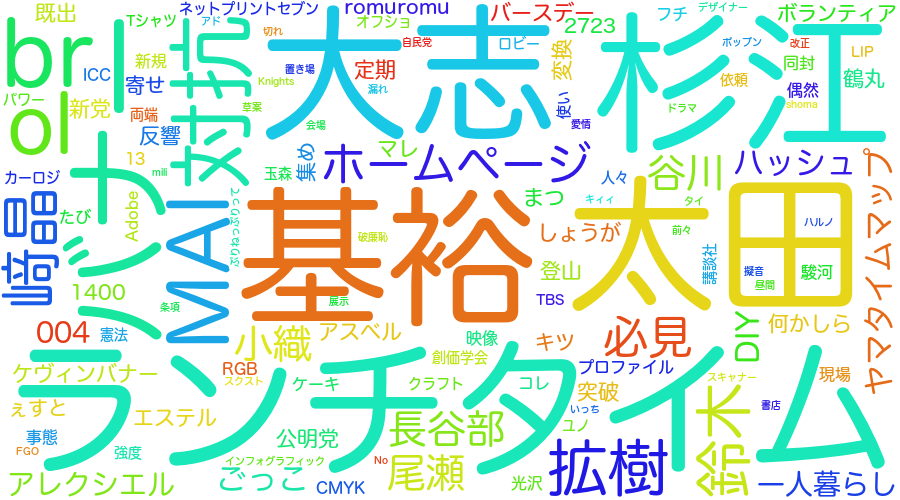 既出
Tシャツ
アド
ネットプリントセブン
romuromu
オフショ
バースデー
フチ
デザイナー
ボランティア
br
ICC
新規
寄せ
対抗
切れ
置き場
Knights
大志
自民党
定期
漏れ
ロビー
変換
2723
杉江
ポップン
改正
LIP
同封
鶴丸
依頼
偶然
shoma
パワー
ol
新党
両端
反響
草案
会場
使い
愛情
ドラマ
13
mili
玉森
集め
マレ
ホームページ
人々
谷川
ハッシュ
カーロジ
バナー
たび
Adobe
MAI
ぷりねっぷりって
破廉恥
基裕
まつ
キィィ
タイ
太田
ハルノ
ヤマタイムマップ
﨑晶
しょうが
前々
講談社
登山
擬音
駿河
昼間
1400
条項
展示
TBS
004
憲法
小織
アスベル
映像
キツ
必見
DIY
何かしら
ケヴィンバナー
RGB
スクスト
創価学会
プロファイル
ランチタイム
ケーキ
クラフト
コレ
突破
スキャナー
現場
ぇすと
エステル
いっち
書店
事態
公明党
長谷部
ユノ
鈴木
FGO
強度
インフォグラフィック
No
アレクシエル
ごっこ
CMYK
尾瀬
光沢
拡樹
一人暮らし